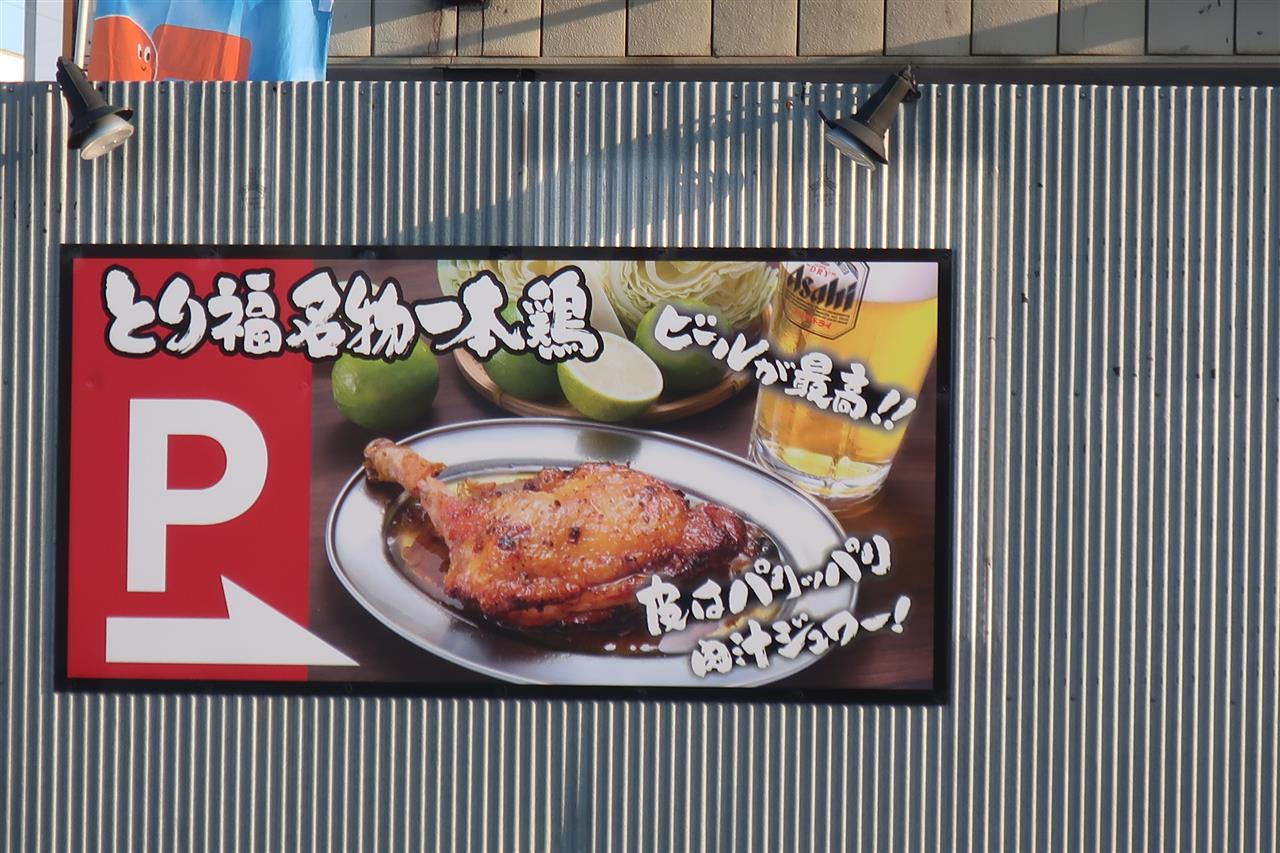 とり福名物一本鶏
P
DRY
Asahi
ビールが最高!!
皮はパリッパリ
肉汁ジュワー!